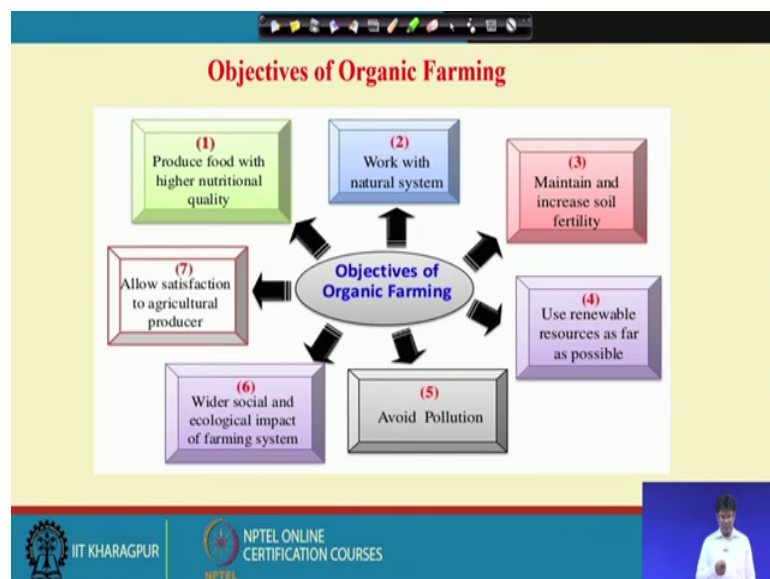 Objectives of Organic Farming
(1)
Produce food with
higher nutritional
quality
(2)
Work with
natural system
(3)
Maintain and
increase soil
fertility
(7)
Allow satisfaction
to agricultural
producer
Objectives of
Organic Farming
(4)
Use renewable
resources as far
as possible
(6)
Wider social and
ecological impact
of farming system
(5)
Avoid Pollution
IIT KHARAGPUR
NPTEL ONLINE
CERTIFICATION COURSES
NPTEL